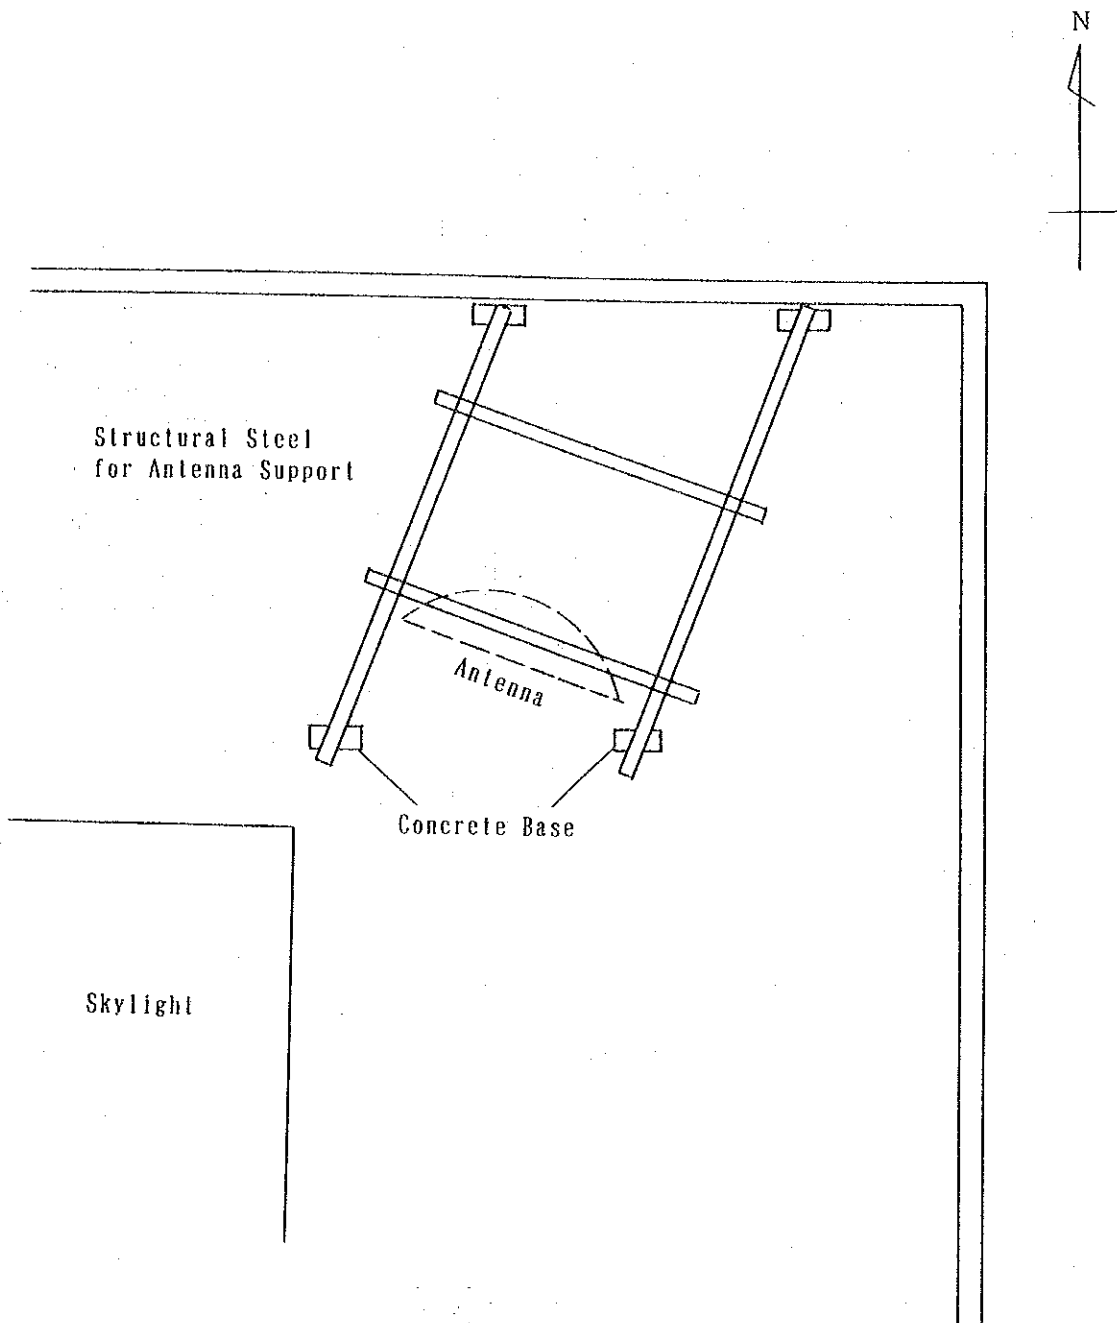 N
Structural Steel
for Antenna Support
Antenna
Concrete Base
Skylight